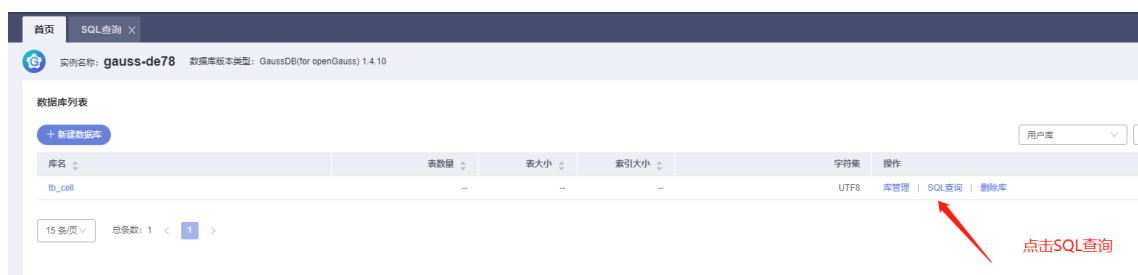 首页 SQL查询 X
实例名称: gauss-de78 数据库版本类型: GaussDB(for openGauss) 1.4.10
数据库列表
+ 新建数据库 用户库
库名 表数量 表大小 索引大小 字符集 操作
tb_cell -- -- -- UTF8 库管理 | SQL查询 | 删除库
15 条/页 总条数: 1 < 1 >
点击SQL查询